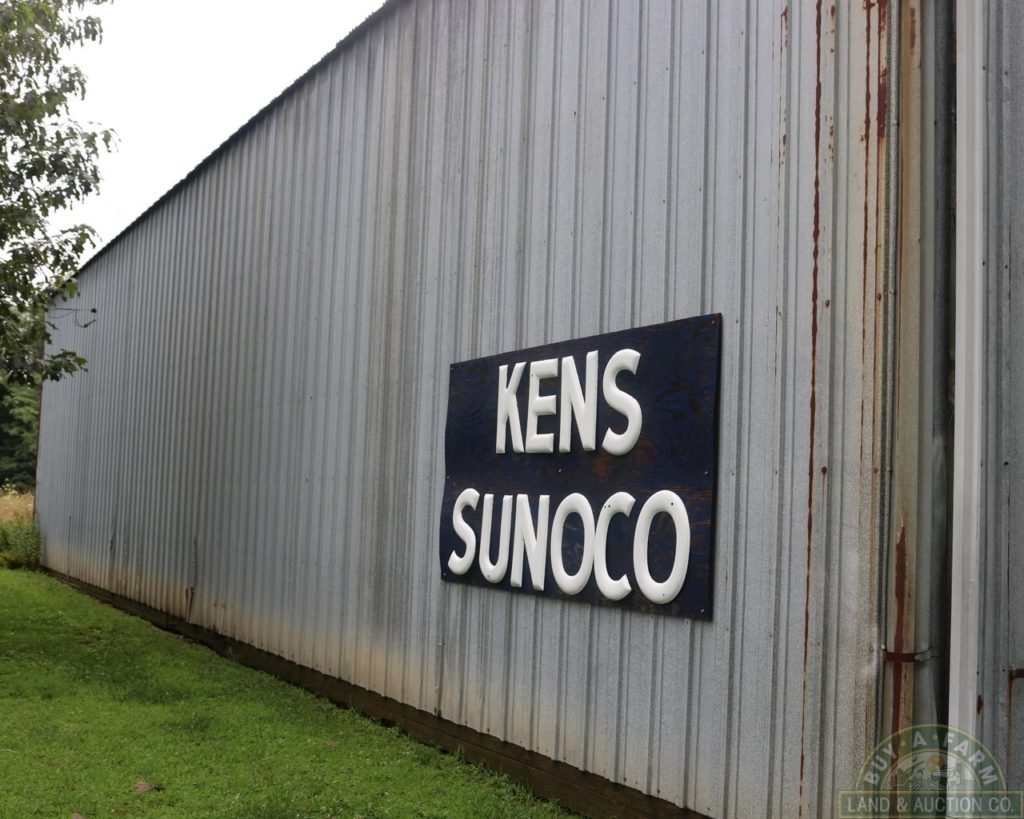 KENS
SUNOCO
BUY·A·FARM
LAND & AUCTION CO.